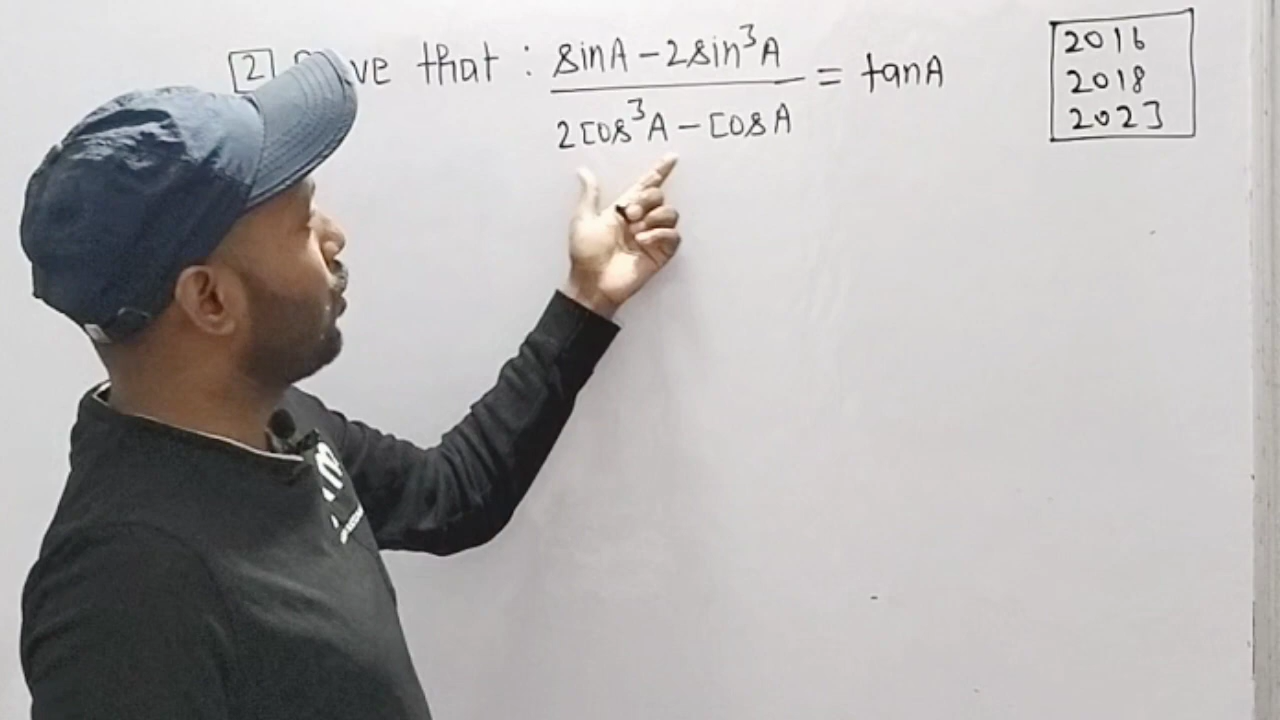 [2] ve that : sinA - 2sin³A / 2cos³A - cosA = tanA
2016
2018
2023